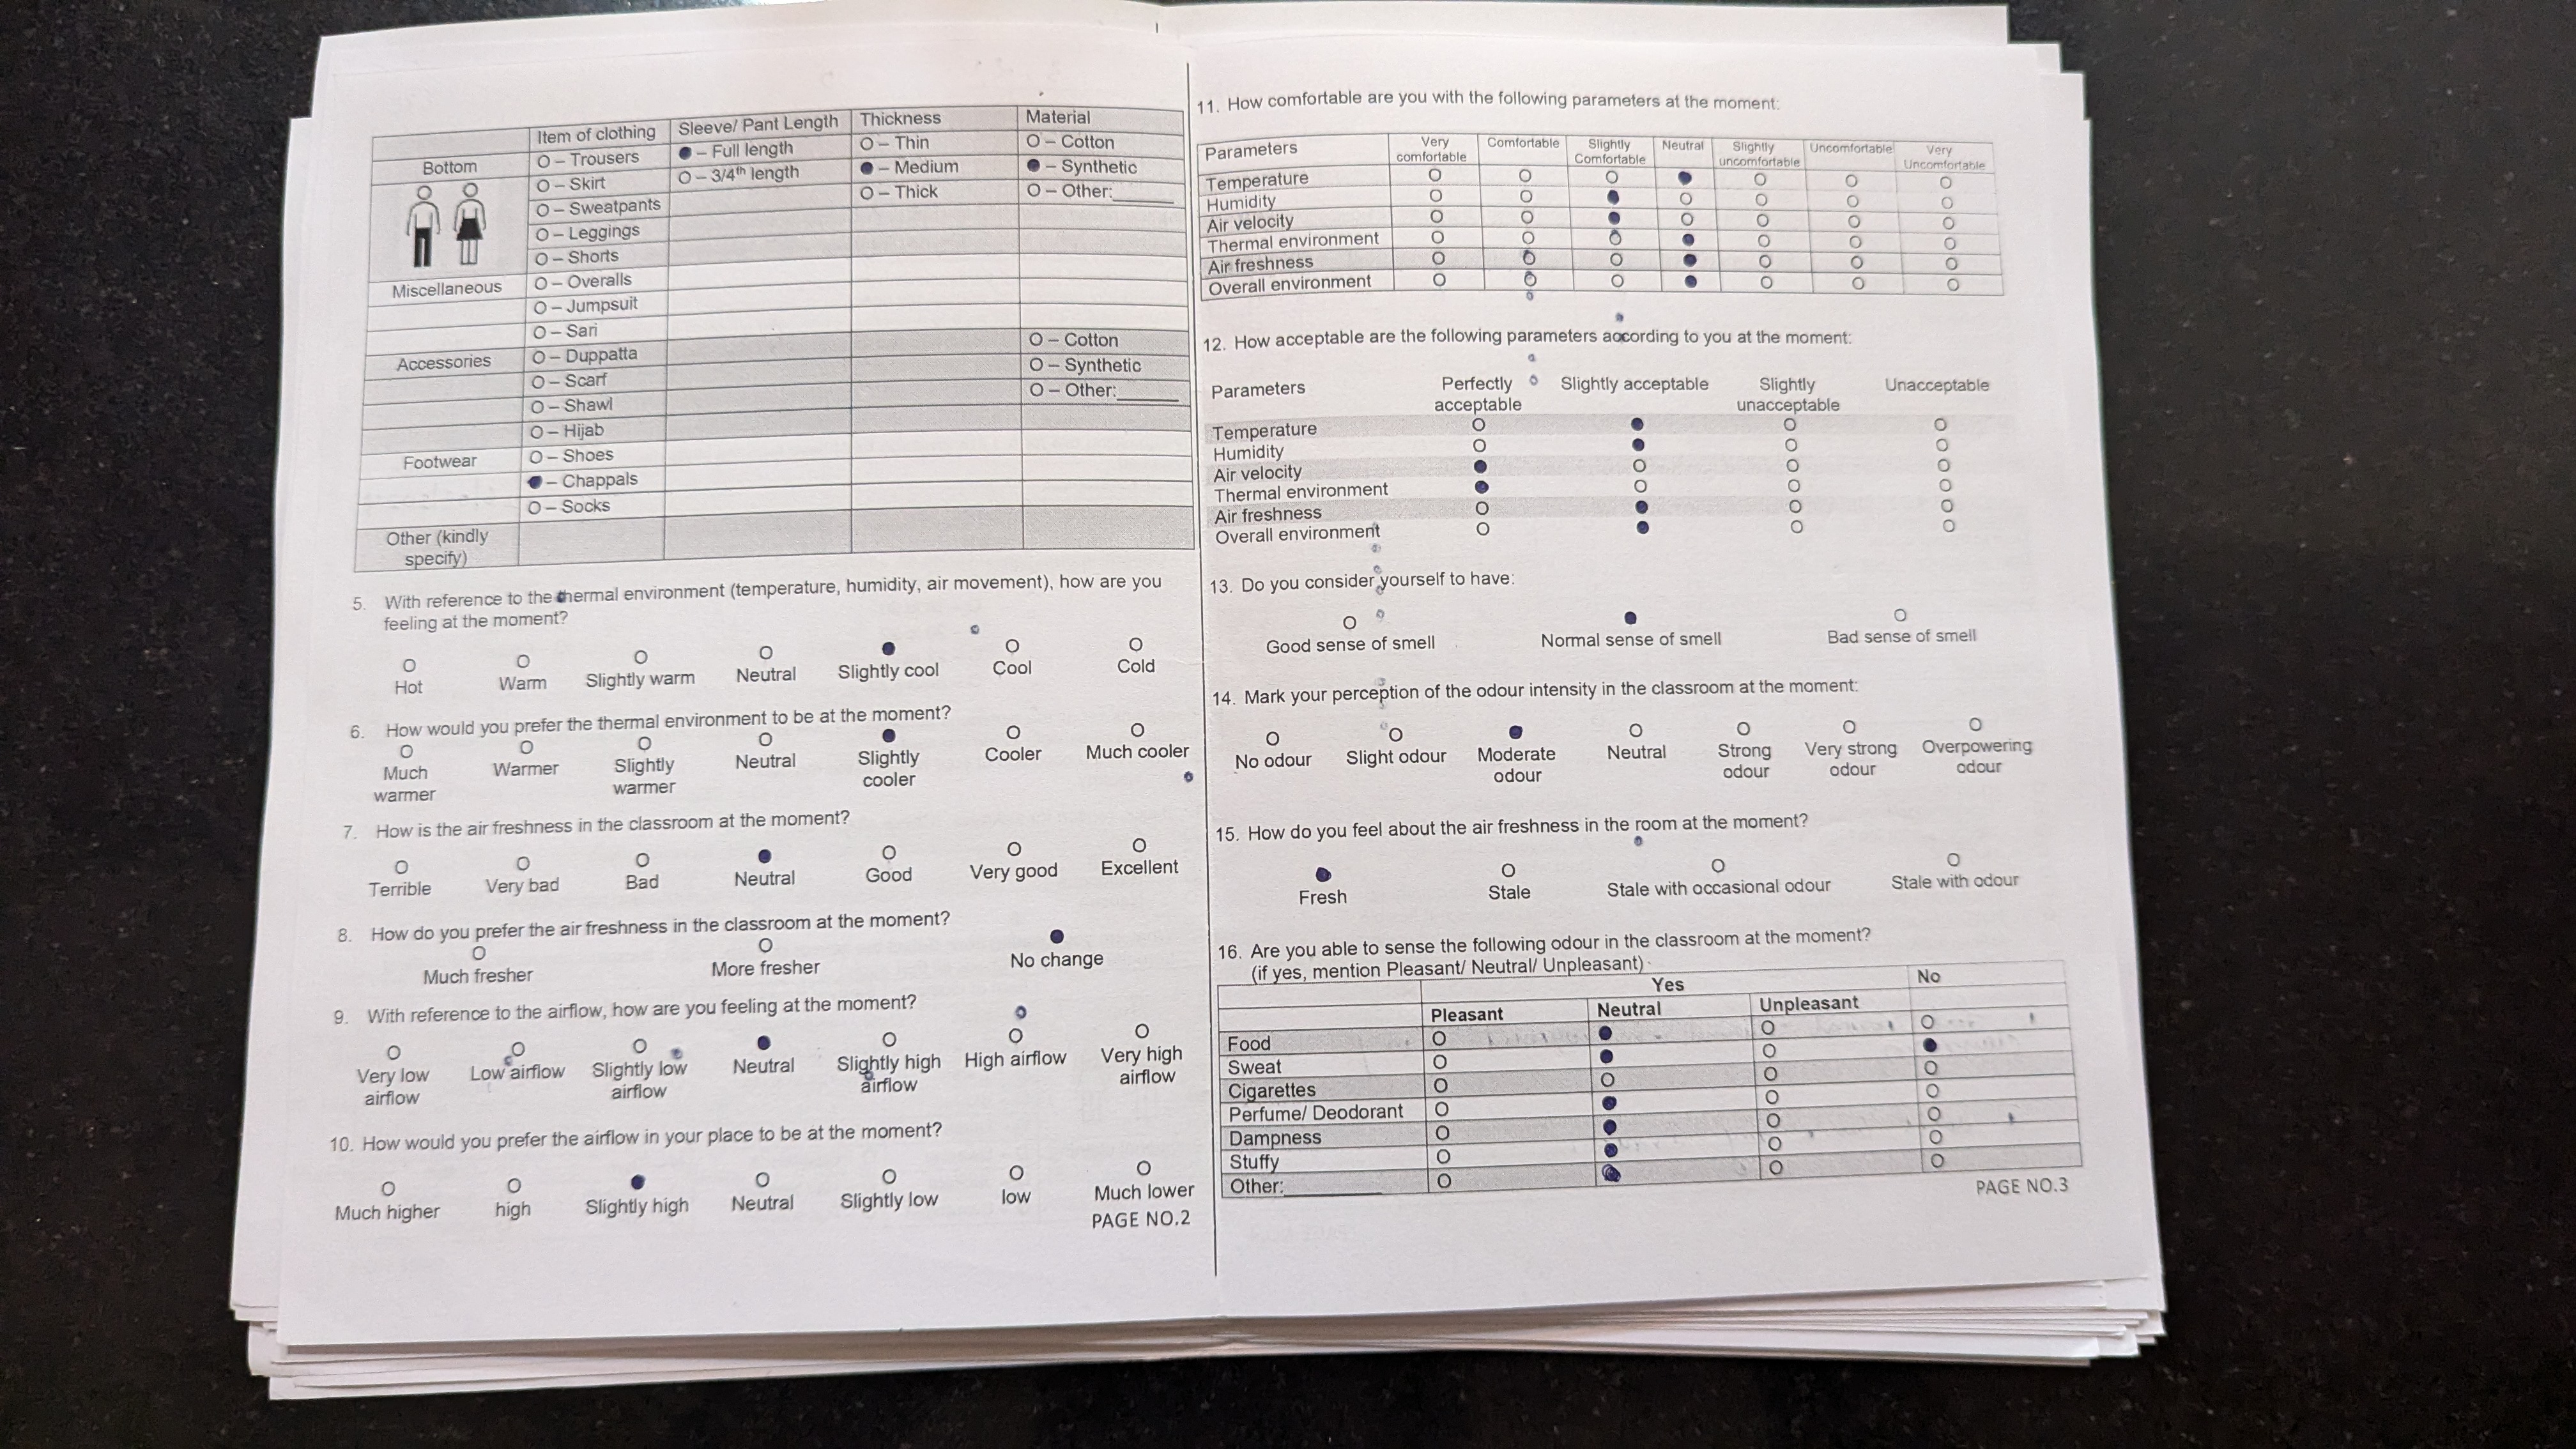 Item of clothing Sleeve/ Pant Length Thickness Material
Bottom O – Trousers ● – Full length O – Thin O – Cotton
O – Skirt O – 3/4th length ● – Medium ● – Synthetic
O – Sweatpants O – Thick O – Other:______
O – Leggings
O – Shorts
Miscellaneous O – Overalls
O – Jumpsuit
O – Sari
Accessories O – Duppatta O – Cotton
O – Scarf O – Synthetic
O – Shawl O – Other:______
O – Hijab
Footwear O – Shoes
● – Chappals
O – Socks
Other (kindly
specify)
5. With reference to the thermal environment (temperature, humidity, air movement), how are you
feeling at the moment?
O O O O ● O O
Hot Warm Slightly warm Neutral Slightly cool Cool Cold
6. How would you prefer the thermal environment to be at the moment?
O O O O ● O O
Much Warmer Slightly Neutral Slightly Cooler Much cooler
warmer warmer cooler
7. How is the air freshness in the classroom at the moment?
O O O ● O O O
Terrible Very bad Bad Neutral Good Very good Excellent
8. How do you prefer the air freshness in the classroom at the moment?
O O ●
Much fresher More fresher No change
9. With reference to the airflow, how are you feeling at the moment?
O O O ● O O O
Very low Low airflow Slightly low Neutral Slightly high High airflow Very high
airflow airflow airflow airflow
10. How would you prefer the airflow in your place to be at the moment?
O O ● O O O O
Much higher high Slightly high Neutral Slightly low low Much lower
PAGE NO.2
11. How comfortable are you with the following parameters at the moment:
Parameters Very Comfortable Slightly Neutral Slightly Uncomfortable Very
comfortable Comfortable uncomfortable Uncomfortable
Temperature O O O ● O O O
Humidity O O ● O O O O
Air velocity O O ● O O O O
Thermal environment O O O ● O O O
Air freshness O O O ● O O O
Overall environment O O O ● O O O
12. How acceptable are the following parameters according to you at the moment:
Parameters Perfectly Slightly acceptable Slightly Unacceptable
acceptable unacceptable
Temperature O ● O O
Humidity O ● O O
Air velocity ● O O O
Thermal environment ● O O O
Air freshness O ● O O
Overall environment O ● O O
13. Do you consider yourself to have:
O ● O
Good sense of smell Normal sense of smell Bad sense of smell
14. Mark your perception of the odour intensity in the classroom at the moment:
O O ● O O O O
No odour Slight odour Moderate Neutral Strong Very strong Overpowering
odour odour odour odour
15. How do you feel about the air freshness in the room at the moment?
● O O O
Fresh Stale Stale with occasional odour Stale with odour
16. Are you able to sense the following odour in the classroom at the moment?
(if yes, mention Pleasant/ Neutral/ Unpleasant)
Yes No
Pleasant Neutral Unpleasant
Food O ● O O
Sweat O ● O ●
Cigarettes O O O O
Perfume/ Deodorant O ● O O
Dampness O ● O O
Stuffy O ● O O
Other:__________ O ● O O
PAGE NO.3